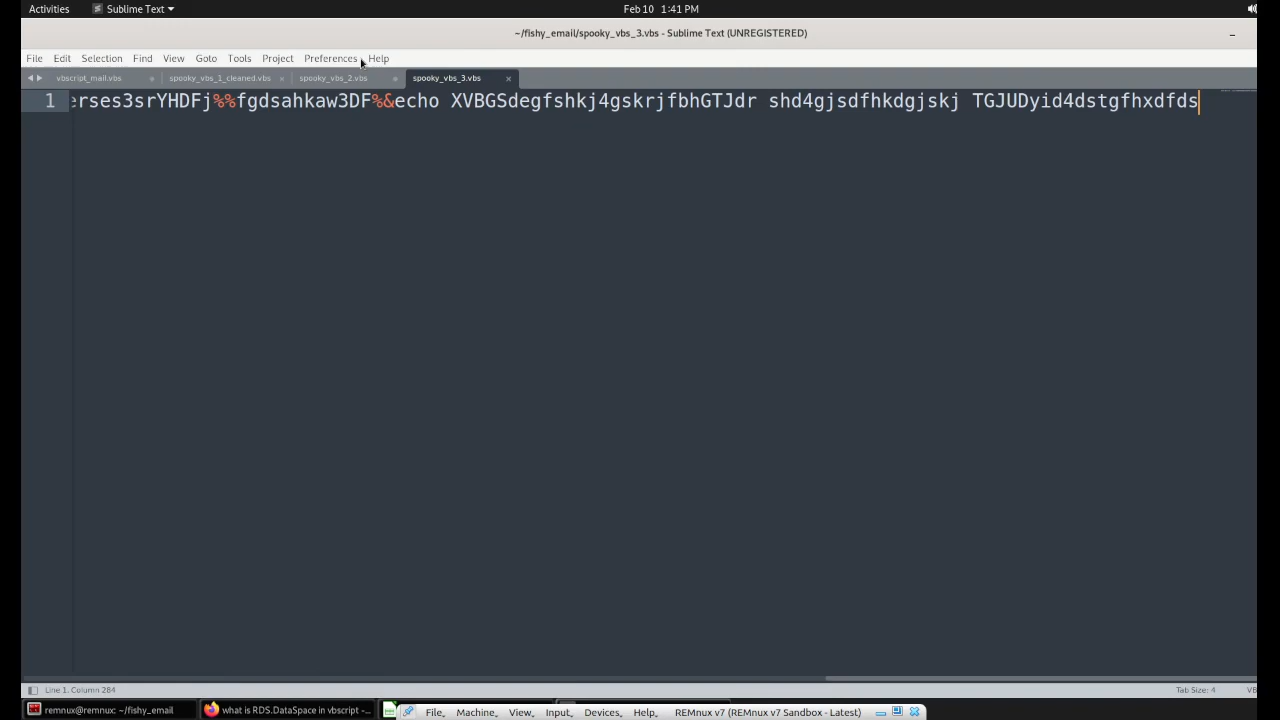 Activities Sublime Text Feb 10 1:41 PM
~/fishy_email/spooky_vbs_3.vbs - Sublime Text (UNREGISTERED)
File Edit Selection Find View Goto Tools Project Preferences Help
vbscript_mail.vbs spooky_vbs_1_cleaned.vbs spooky_vbs_2.vbs spooky_vbs_3.vbs
1 erses3srYHDFj%%fgdsahkaw3DF%&echo XVBGSdegfshkj4gskrjfbhGTJdr shd4gjsdfhkdgjskj TGJUDyid4dstgfhxdfds
Line 1, Column 284 Tab Size: 4 VB
remnux@remnux: ~/fishy_email what is RDS.DataSpace in vbscript -... File Machine View Input Devices Help REMnux v7 (REMnux v7 Sandbox - Latest)